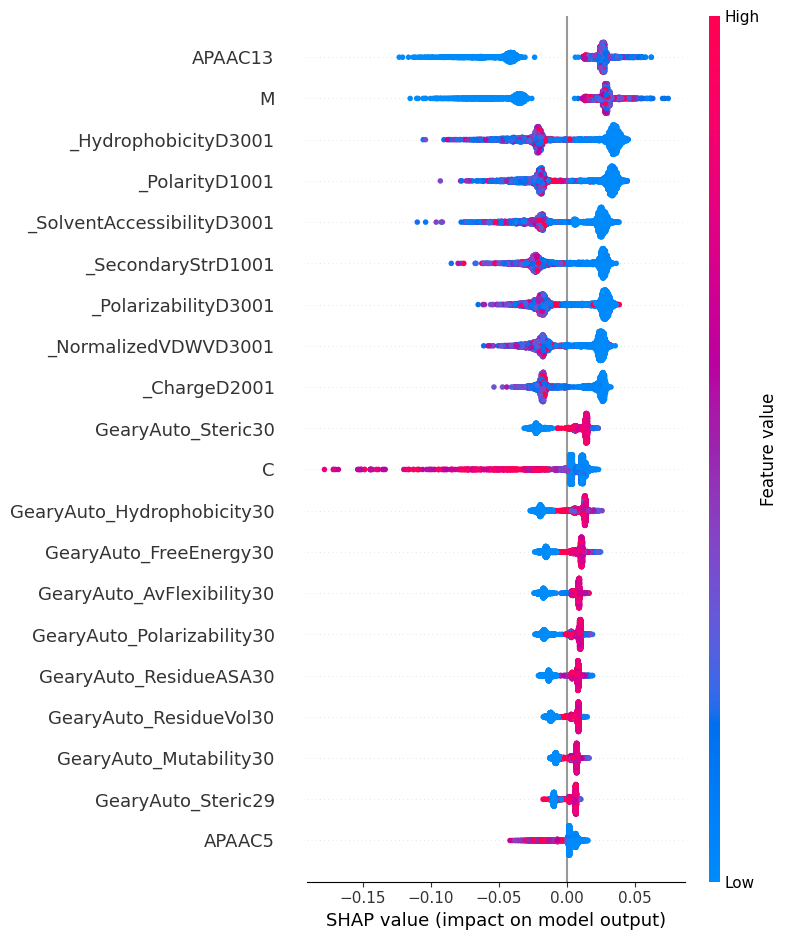 High
APAAC13
M
_HydrophobicityD3001
_PolarityD1001
_SolventAccessibilityD3001
_SecondaryStrD1001
_PolarizabilityD3001
_NormalizedVDWVD3001
_ChargeD2001
GearyAuto_Steric30
C
GearyAuto_Hydrophobicity30
GearyAuto_FreeEnergy30
GearyAuto_AvFlexibility30
GearyAuto_Polarizability30
GearyAuto_ResidueASA30
GearyAuto_ResidueVol30
GearyAuto_Mutability30
GearyAuto_Steric29
APAAC5
Feature value
Low
−0.15 −0.10 −0.05 0.00 0.05
SHAP value (impact on model output)